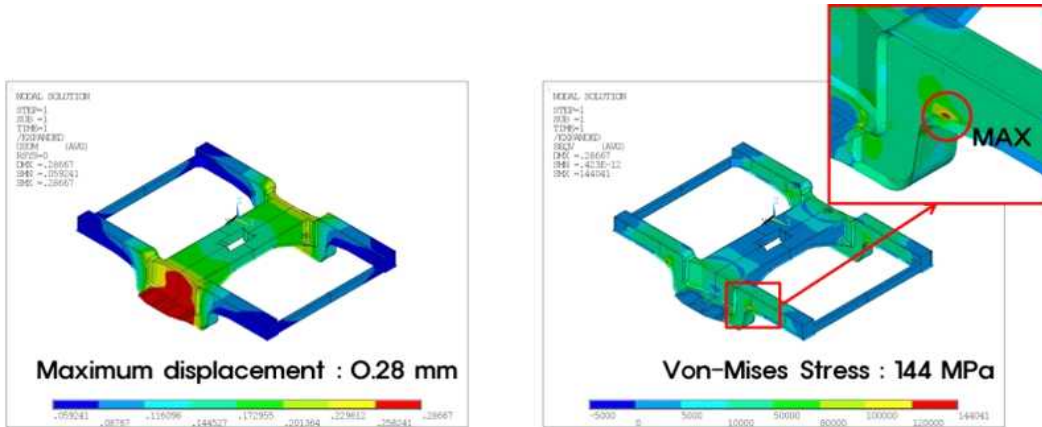 NODAL SOLUTION
STEP=1
SUB =1
TIME=1
/EXPANDED
USUM (AVG)
RSYS=0
DMX =.28667
SMN =.059241
SMX =.28667
Maximum displacement : 0.28 mm
.059241 .116098 .172955 .229812 .28667
.08767 .144527 .201384 .258241
NODAL SOLUTION
STEP=1
SUB =1
TIME=1
/EXPANDED
SEQV (AVG)
DMX =.28667
SMN =.423E-12
SMX =144041
MAX
Von-Mises Stress : 144 MPa
-5000 5000 50000 100000 144041
0 10000 80000 120000